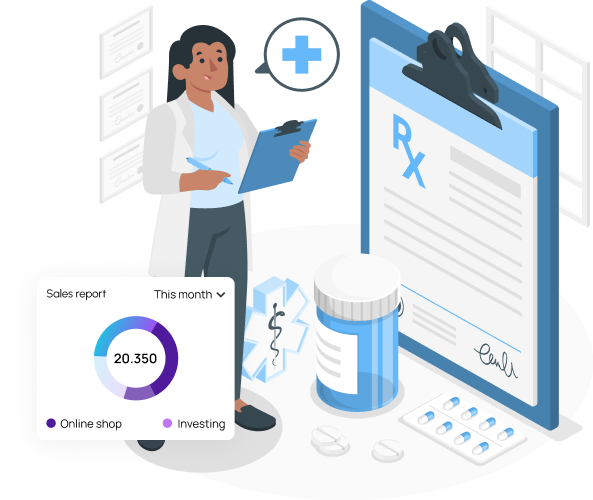 Rx
Sales report
This month
20.350
Online shop
Investing